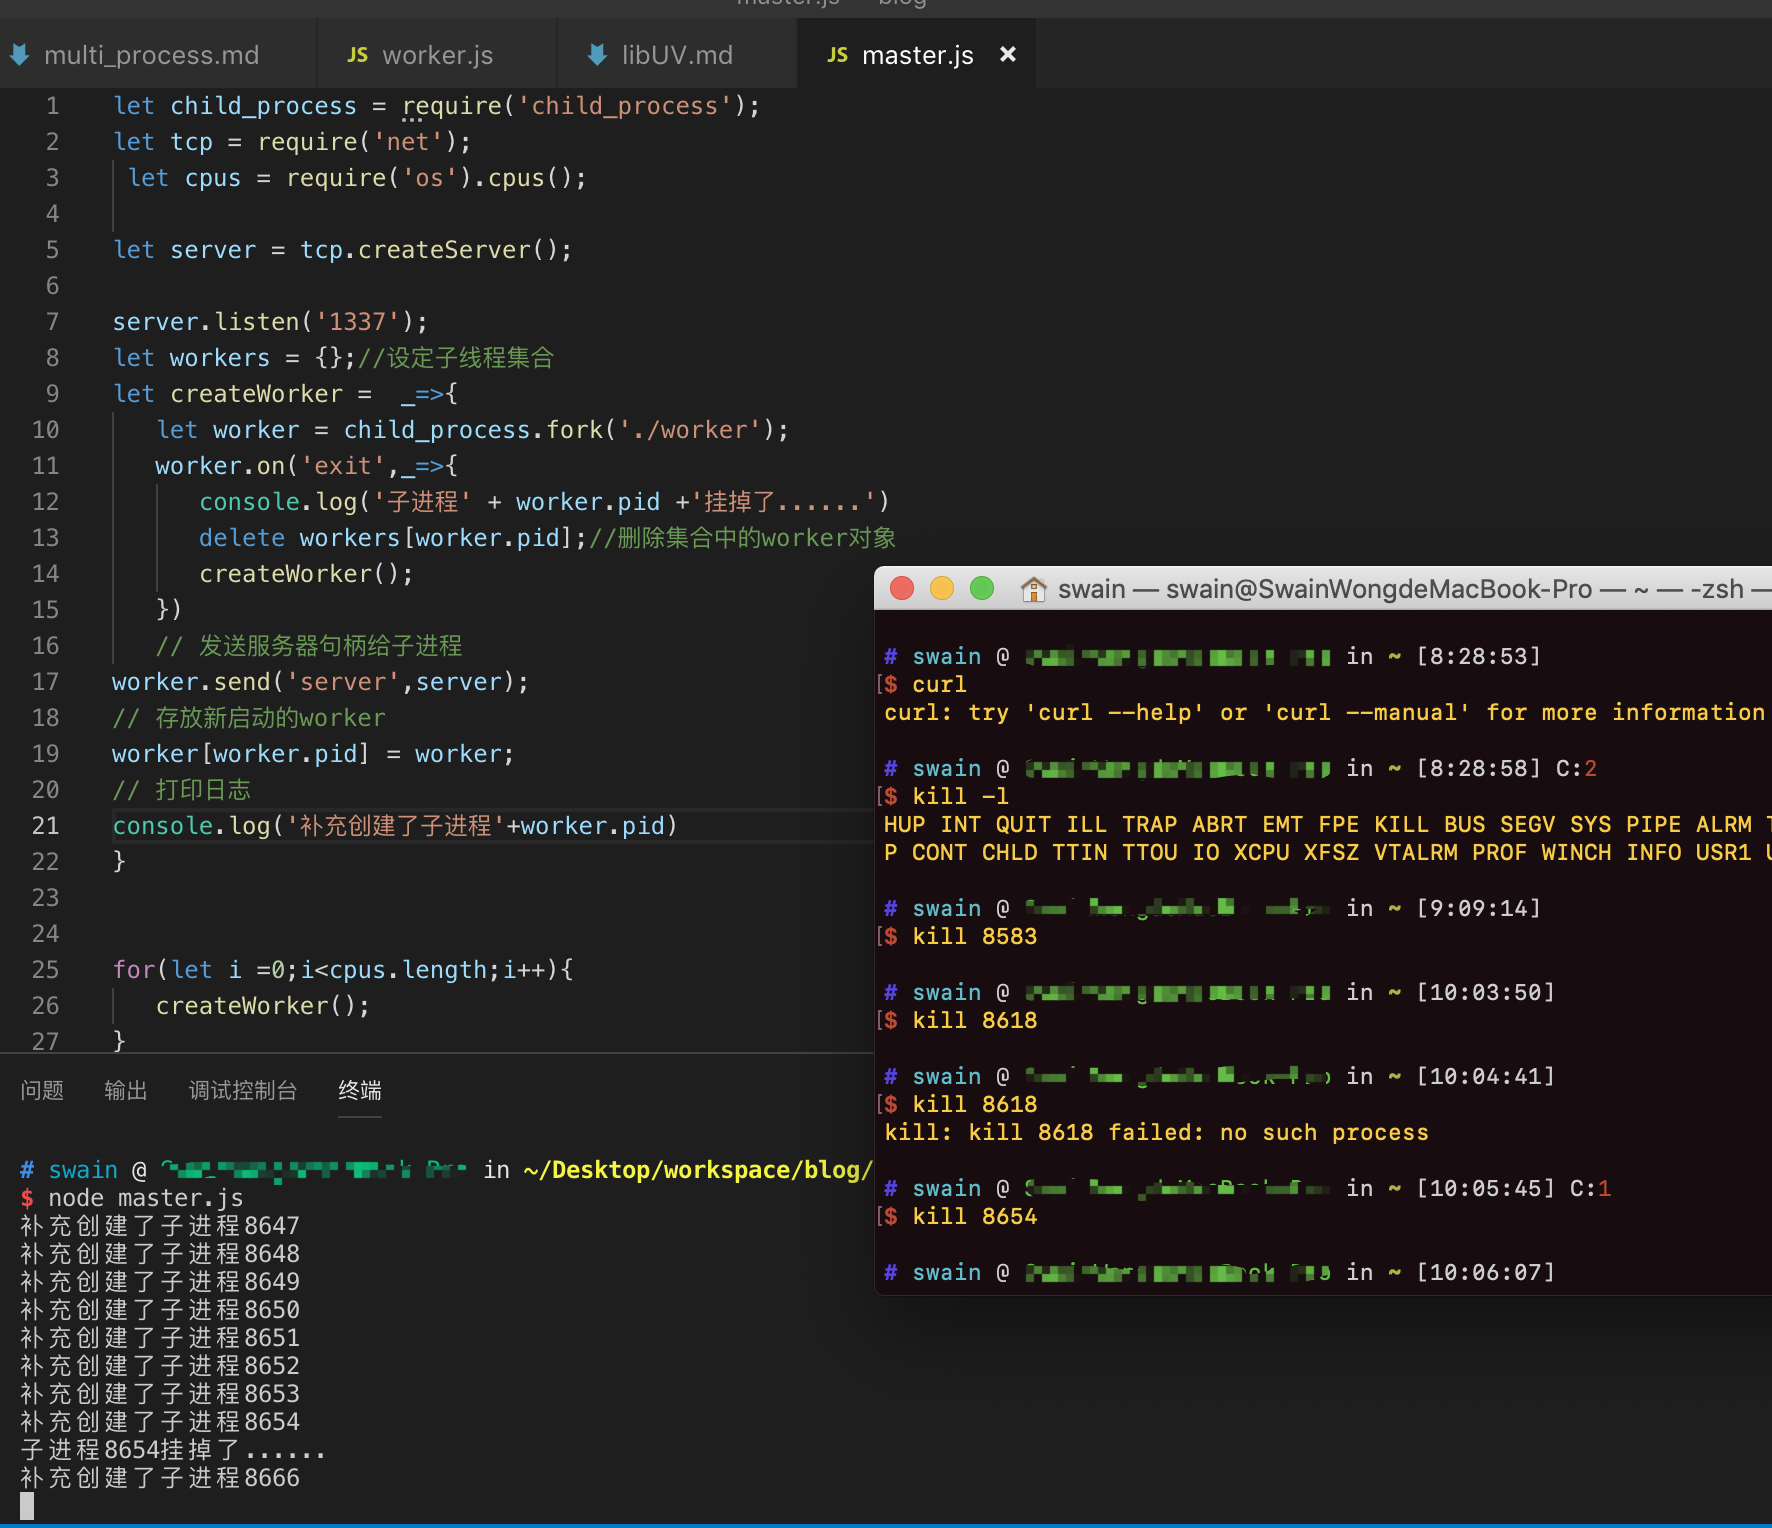 multi_process.md
JS worker.js
libUV.md
JS master.js ×
1 let child_process = require('child_process');
2 let tcp = require('net');
3 let cpus = require('os').cpus();
4
5 let server = tcp.createServer();
6
7 server.listen('1337');
8 let workers = {};//设定子线程集合
9 let createWorker =  _=>{
10 let worker = child_process.fork('./worker');
11 worker.on('exit',_=>{
12 console.log('子进程' + worker.pid +'挂掉了......')
13 delete workers[worker.pid];//删除集合中的worker对象
14 createWorker();
15 })
16 // 发送服务器句柄给子进程
17 worker.send('server',server);
18 // 存放新启动的worker
19 worker[worker.pid] = worker;
20 // 打印日志
21 console.log('补充创建了子进程'+worker.pid)
22 }
23
24
25 for(let i =0;i<cpus.length;i++){
26 createWorker();
27 }
问题 输出 调试控制台 终端
# swain @ in ~/Desktop/workspace/blog/
$ node master.js
补充创建了子进程8647
补充创建了子进程8648
补充创建了子进程8649
补充创建了子进程8650
补充创建了子进程8651
补充创建了子进程8652
补充创建了子进程8653
补充创建了子进程8654
子进程8654挂掉了......
补充创建了子进程8666
swain — swain@SwainWongdeMacBook-Pro — ~ — -zsh —
# swain @ in ~ [8:28:53]
[$ curl
curl: try 'curl --help' or 'curl --manual' for more information
# swain @ in ~ [8:28:58] C:2
[$ kill -l
HUP INT QUIT ILL TRAP ABRT EMT FPE KILL BUS SEGV SYS PIPE ALRM
P CONT CHLD TTIN TTOU IO XCPU XFSZ VTALRM PROF WINCH INFO USR1
# swain @ in ~ [9:09:14]
[$ kill 8583
# swain @ in ~ [10:03:50]
[$ kill 8618
# swain @ in ~ [10:04:41]
[$ kill 8618
kill: kill 8618 failed: no such process
# swain @ in ~ [10:05:45] C:1
[$ kill 8654
# swain @ in ~ [10:06:07]